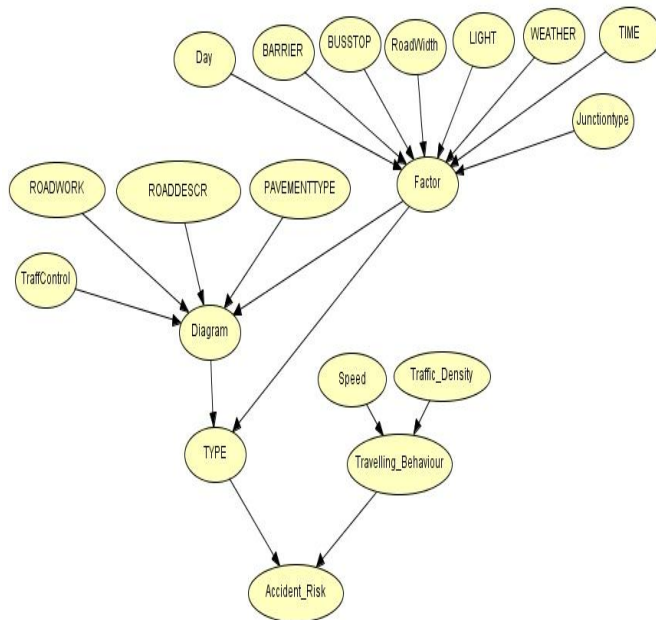 Day
BARRIER
BUSSTOP
RoadWidth
LIGHT
WEATHER
TIME
Junctiontype
Factor
ROADWORK
ROADDESCR
PAVEMENTTYPE
TraffControl
Diagram
Speed
Traffic_Density
TYPE
Travelling_Behaviour
Accident_Risk